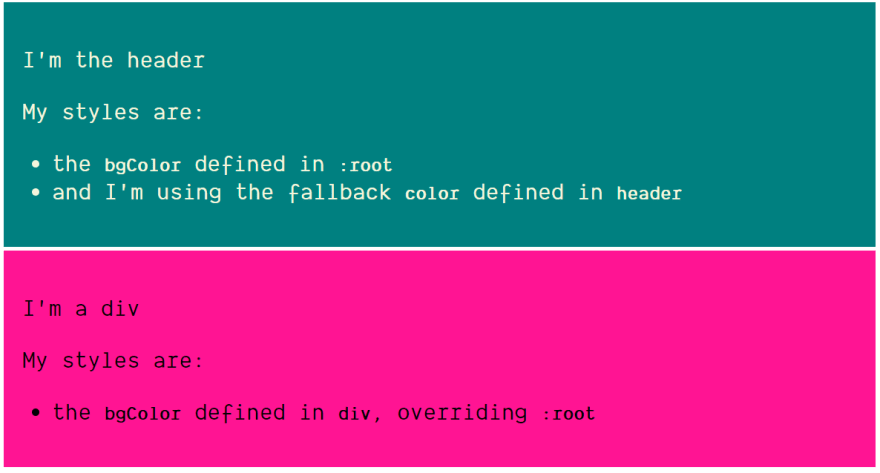 I'm the header
My styles are:
• the bgColor defined in :root
• and I'm using the fallback color defined in header
I'm a div
My styles are:
• the bgColor defined in div, overriding :root